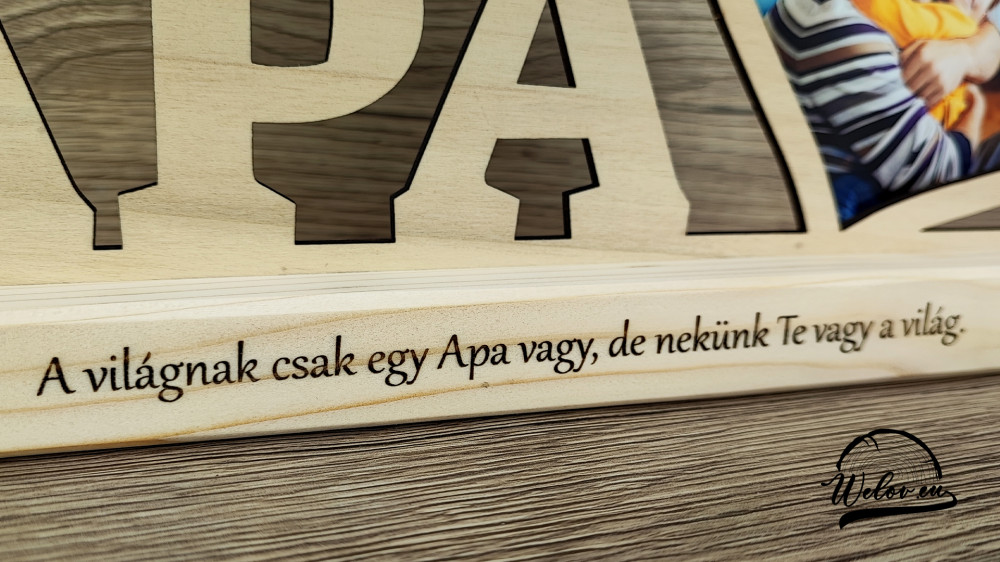 APA
A világnak csak egy Apa vagy, de nekünk Te vagy a világ.
Welov.eu